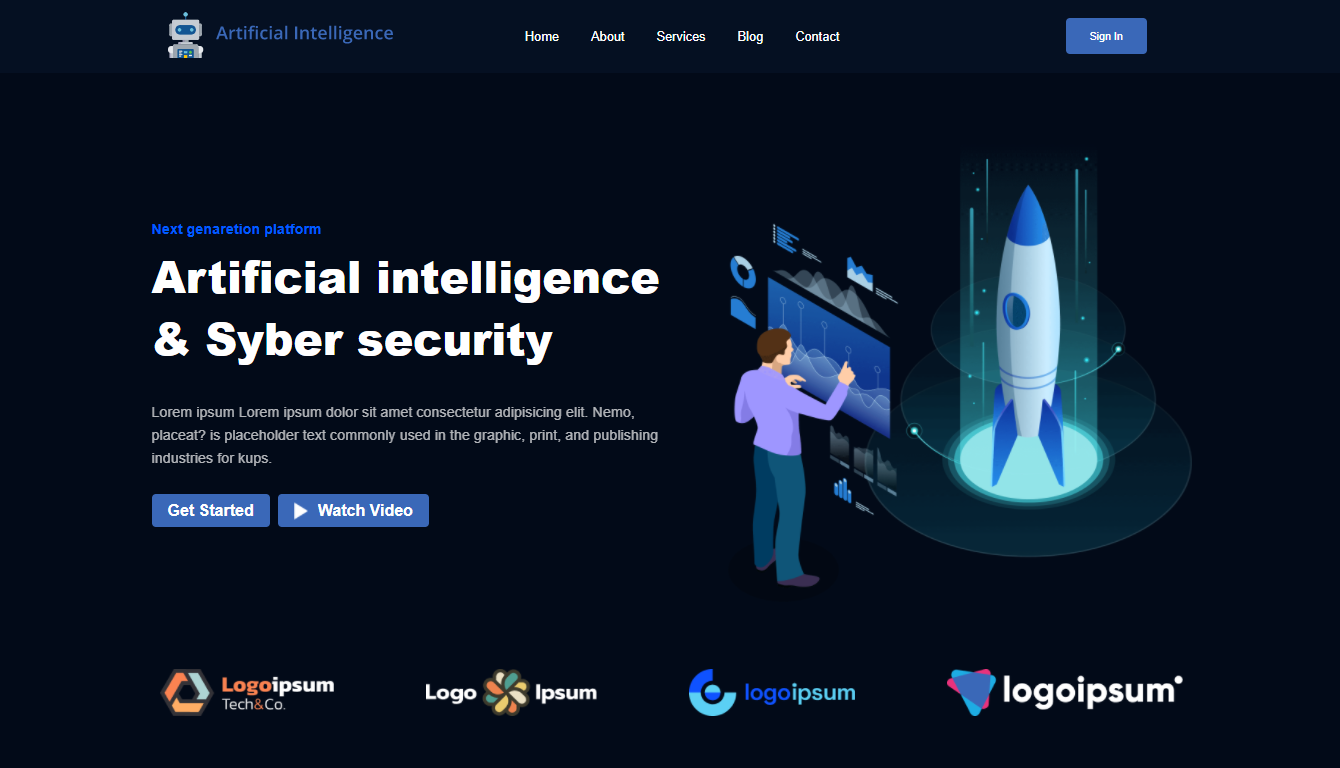 Artificial Intelligence
Home About Services Blog Contact
Sign In
Next genaretion platform
Artificial intelligence
& Syber security
Lorem ipsum Lorem ipsum dolor sit amet consectetur adipisicing elit. Nemo,
placeat? is placeholder text commonly used in the graphic, print, and publishing
industries for kups.
Get Started Watch Video
Logoipsum
Tech&Co.
Logo Ipsum
logoipsum
logoipsum